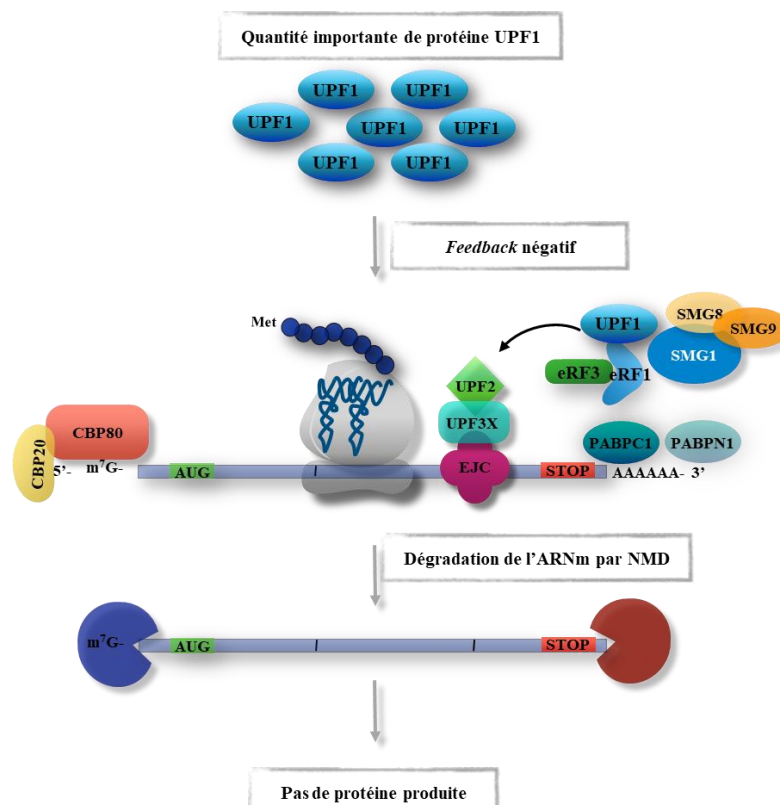 Quantité importante de protéine UPF1
UPF1 UPF1
UPF1 UPF1 UPF1
UPF1 UPF1
Feedback négatif
Met
UPF1
SMG8
SMG9
SMG1
eRF3 eRF1
UPF2
UPF3X
EJC
CBP80
CBP20
PABPC1 PABPN1
5’- m⁷G- AUG STOP AAAAAA- 3’
Dégradation de l’ARNm par NMD
m⁷G- AUG STOP
Pas de protéine produite